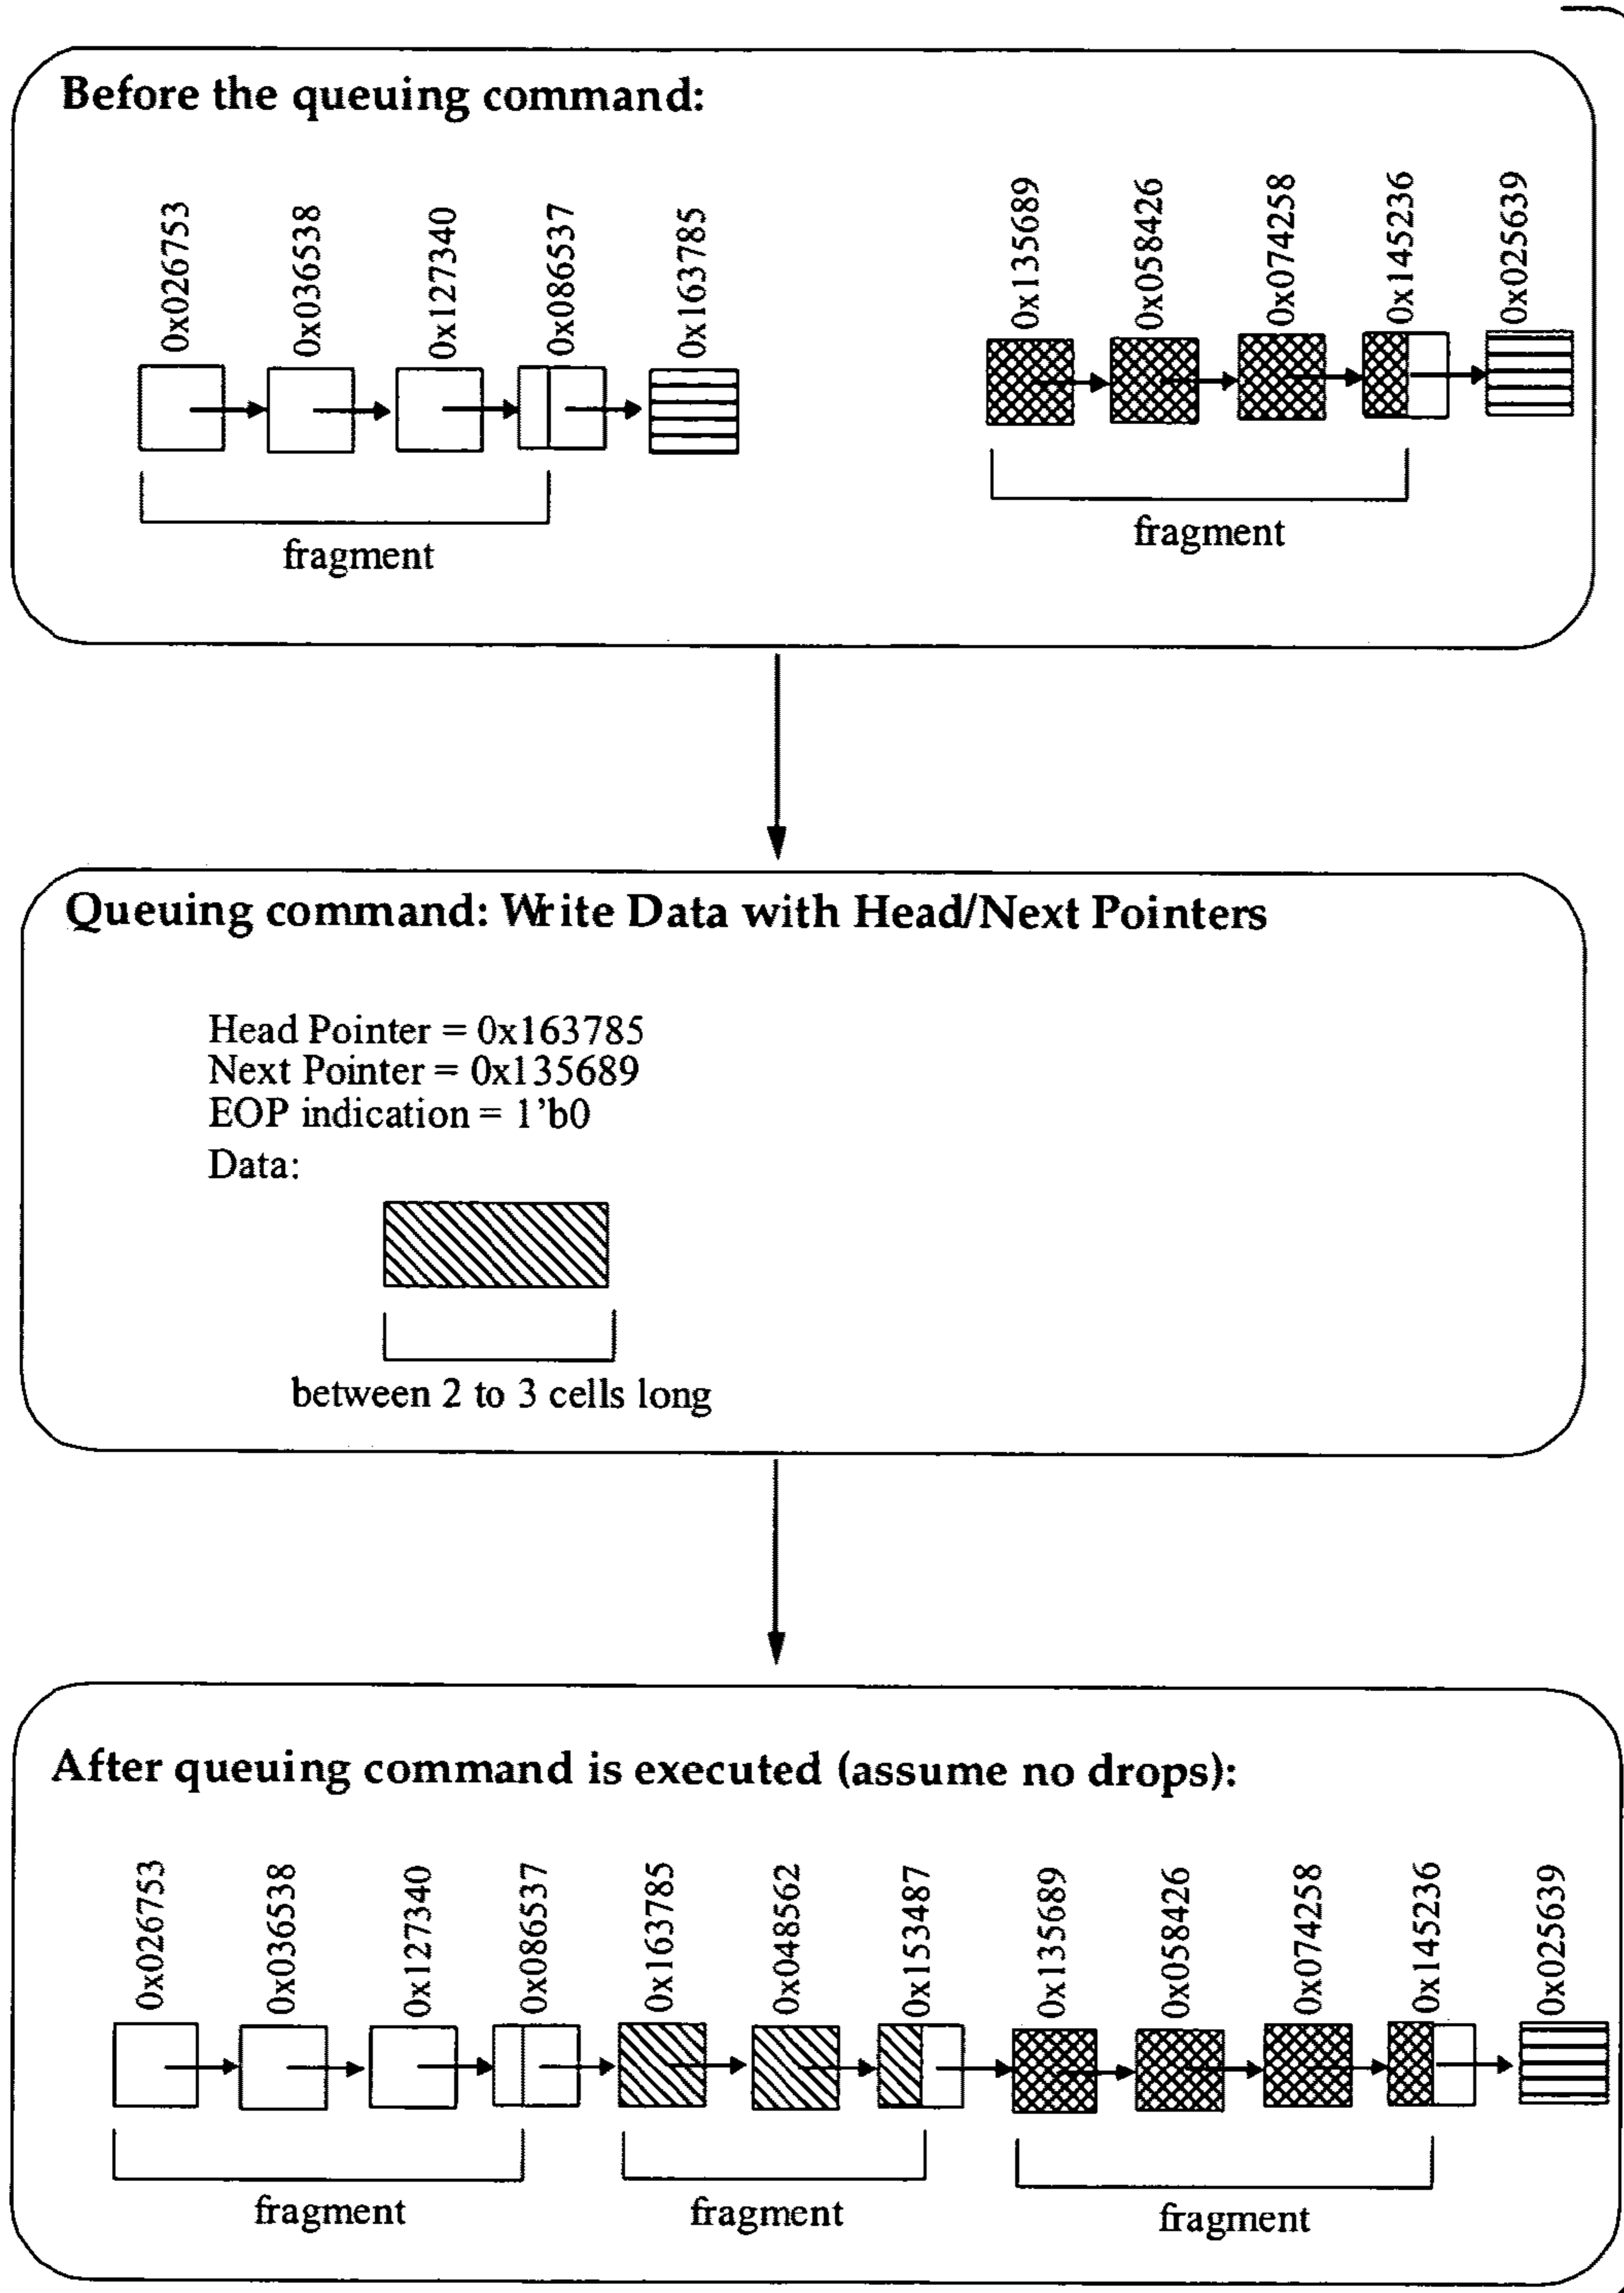 Before the queuing command:
0x026753
0x036538
0x127340
0x086537
0x163785
0x135689
0x058426
0x074258
0x145236
0x025639
fragment
fragment
Queuing command: Write Data with Head/Next Pointers
Head Pointer = 0x163785
Next Pointer = 0x135689
EOP indication = 1’b0
Data:
between 2 to 3 cells long
After queuing command is executed (assume no drops):
0x026753
0x036538
0x127340
0x086537
0x163785
0x048562
0x153487
0x135689
0x058426
0x074258
0x145236
0x025639
fragment
fragment
fragment